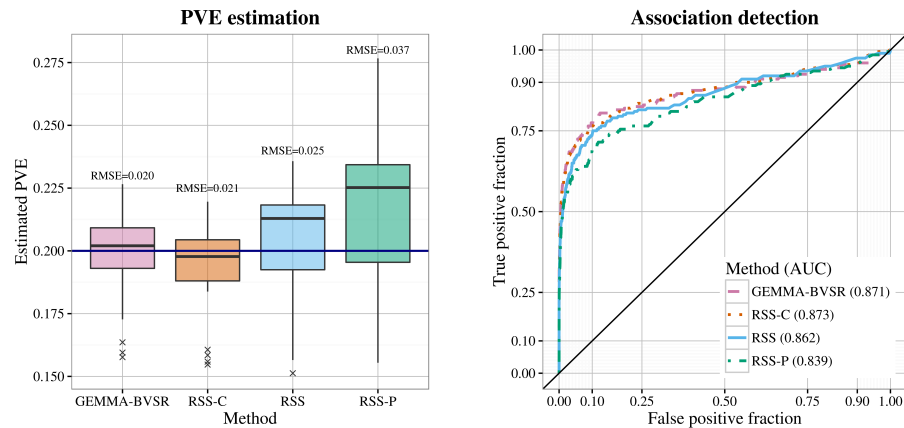 PVE estimation
Estimated PVE
0.275
0.250
0.225
0.200
0.175
0.150
RMSE=0.020
RMSE=0.021
RMSE=0.025
RMSE=0.037
GEMMA-BVSR
RSS-C
RSS
RSS-P
Method
Association detection
True positive fraction
1.00
0.90
0.75
0.50
0.25
0.10
0.00
Method (AUC)
GEMMA-BVSR (0.871)
RSS-C (0.873)
RSS (0.862)
RSS-P (0.839)
0.00
0.10
0.25
0.50
0.75
0.90
1.00
False positive fraction